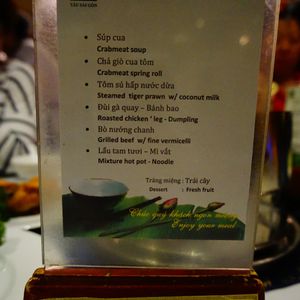 TÂN SÀI GÒN
• Súp cua
Crabmeat soup
• Chả giò cua tôm
Crabmeat spring roll
• Tôm sú hấp nước dừa
Steamed tiger prawn w/ coconut milk
• Đùi gà quay – Bánh bao
Roasted chicken ' leg - Dumpling
• Bò nướng chanh
Grilled beef w/ fine vermicelli
• Lẩu tam tươi – Mì vắt
Mixture hot pot - Noodle
Tráng miệng : Trái cây
Dessert : Fresh fruit
Chúc quý khách ngon miệng
Enjoy your meal